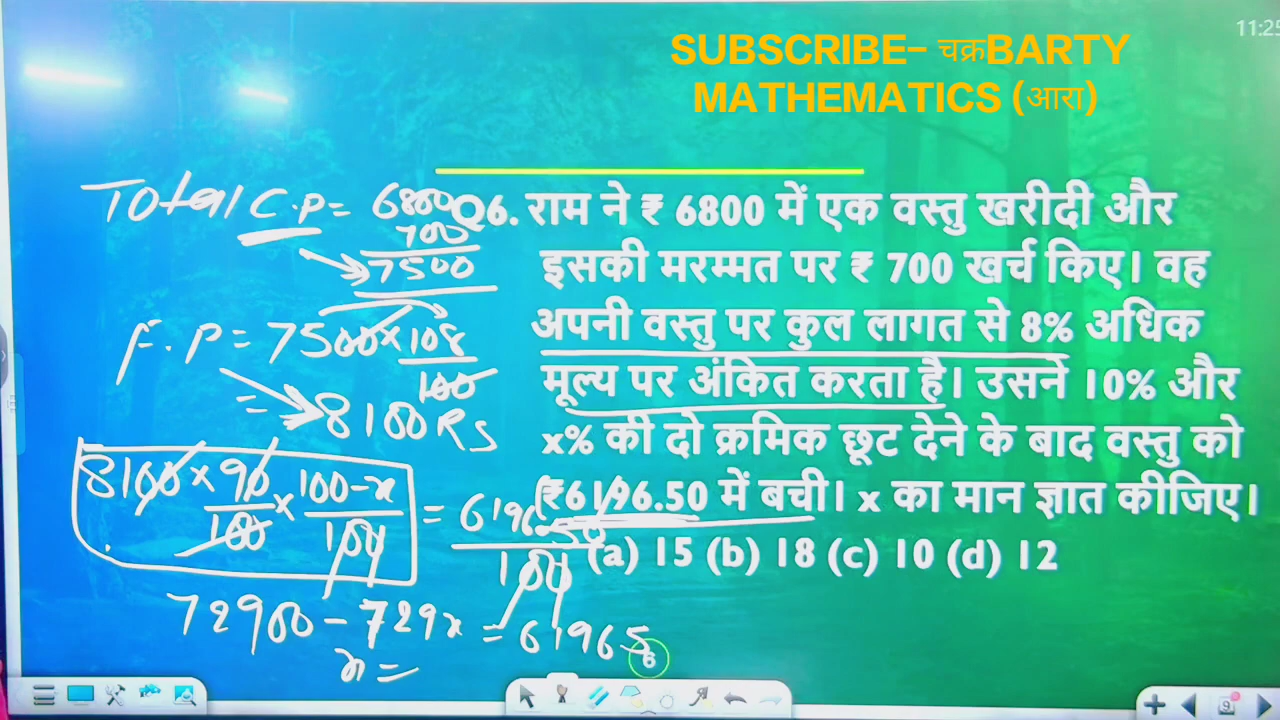 11:25
SUBSCRIBE- चक्रBARTY
MATHEMATICS (आरा)
Q6. राम ने ₹ 6800 में एक वस्तु खरीदी और
इसकी मरम्मत पर ₹ 700 खर्च किए। वह
अपनी वस्तु पर कुल लागत से 8% अधिक
मूल्य पर अंकित करता है। उसने 10% और
x% की दो क्रमिक छूट देने के बाद वस्तु को
(₹6196.50 में बची। x का मान ज्ञात कीजिए।
(a) 15 (b) 18 (c) 10 (d) 12
Total C.P = 6800
700
7500
F.P = 7500 × 108
100
= 8100 Rs
8100 × 90 × 100-x = 6196.50
100 100 100
72900 - 729x = 61965
x =